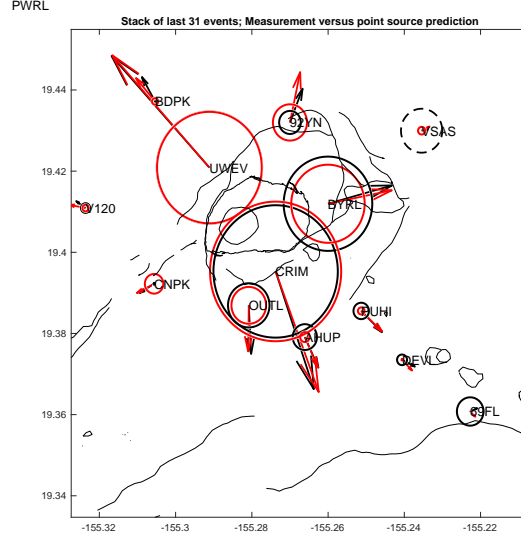 PWRL
Stack of last 31 events; Measurement versus point source prediction
19.44
BDPK
92YN
VSAS
19.42
UWEV
V120
BYRL
19.4
CRIM
CNPK
OUTL
PUHI
19.38
AHUP
DEVL
19.36
69FL
19.34
-155.32
-155.3
-155.28
-155.26
-155.24
-155.22